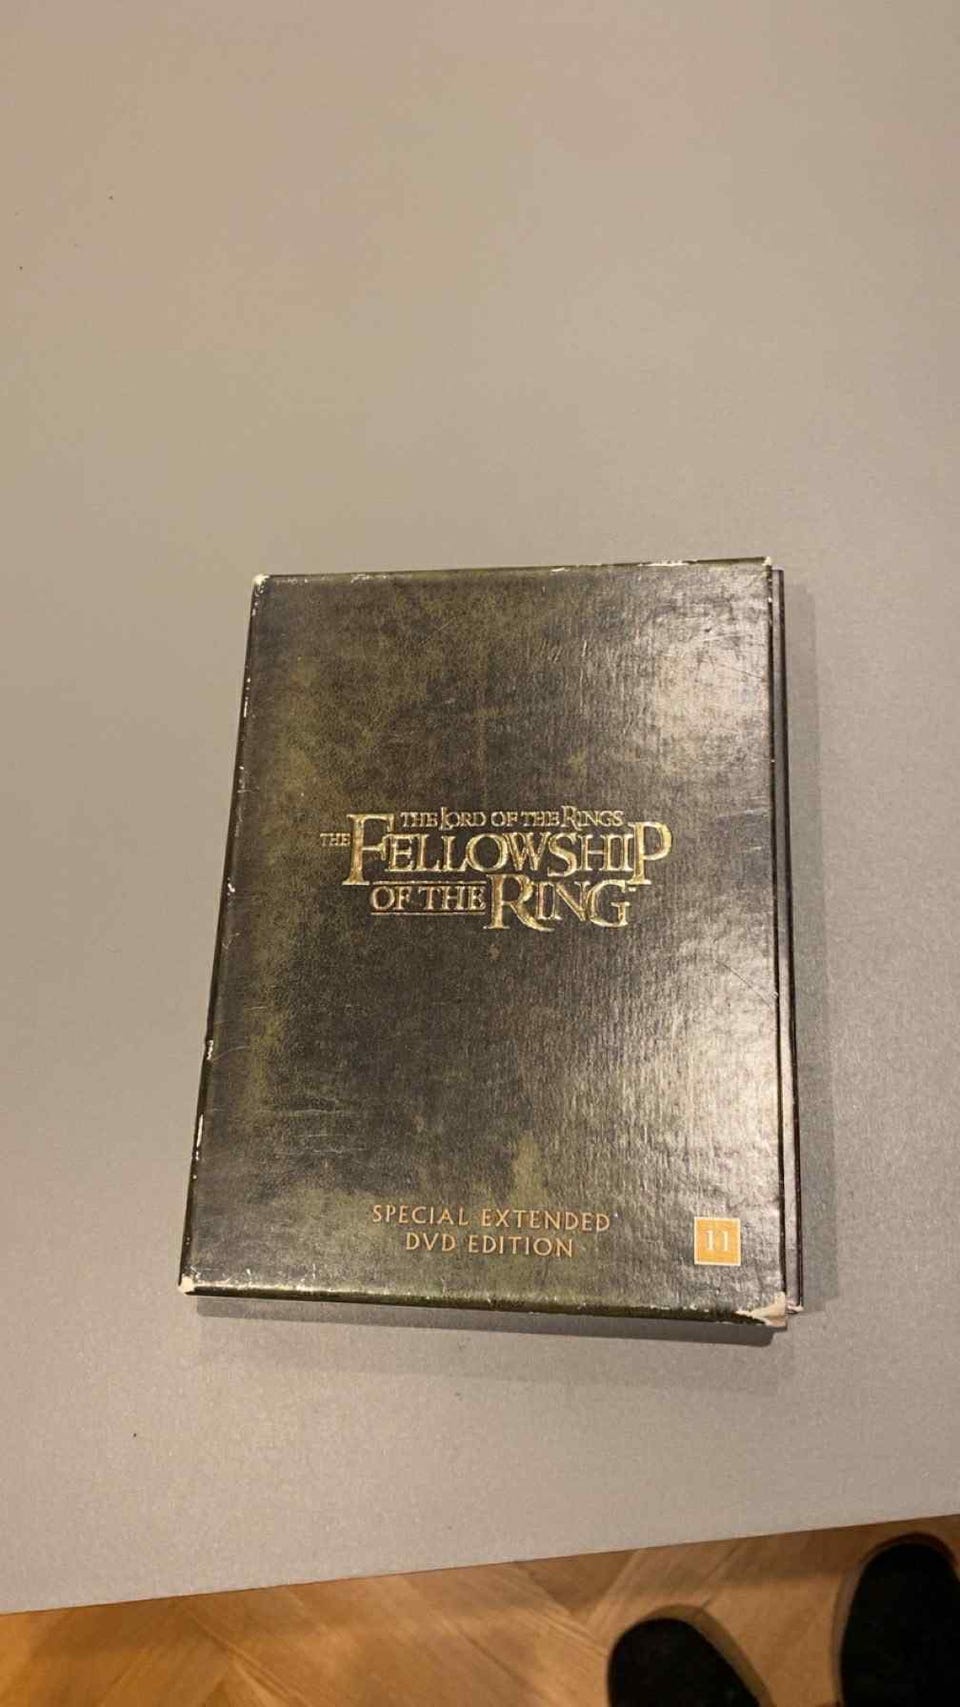 THE LORD OF THE RINGS
THE FELLOWSHIP
OF THE RING
SPECIAL EXTENDED
DVD EDITION
11